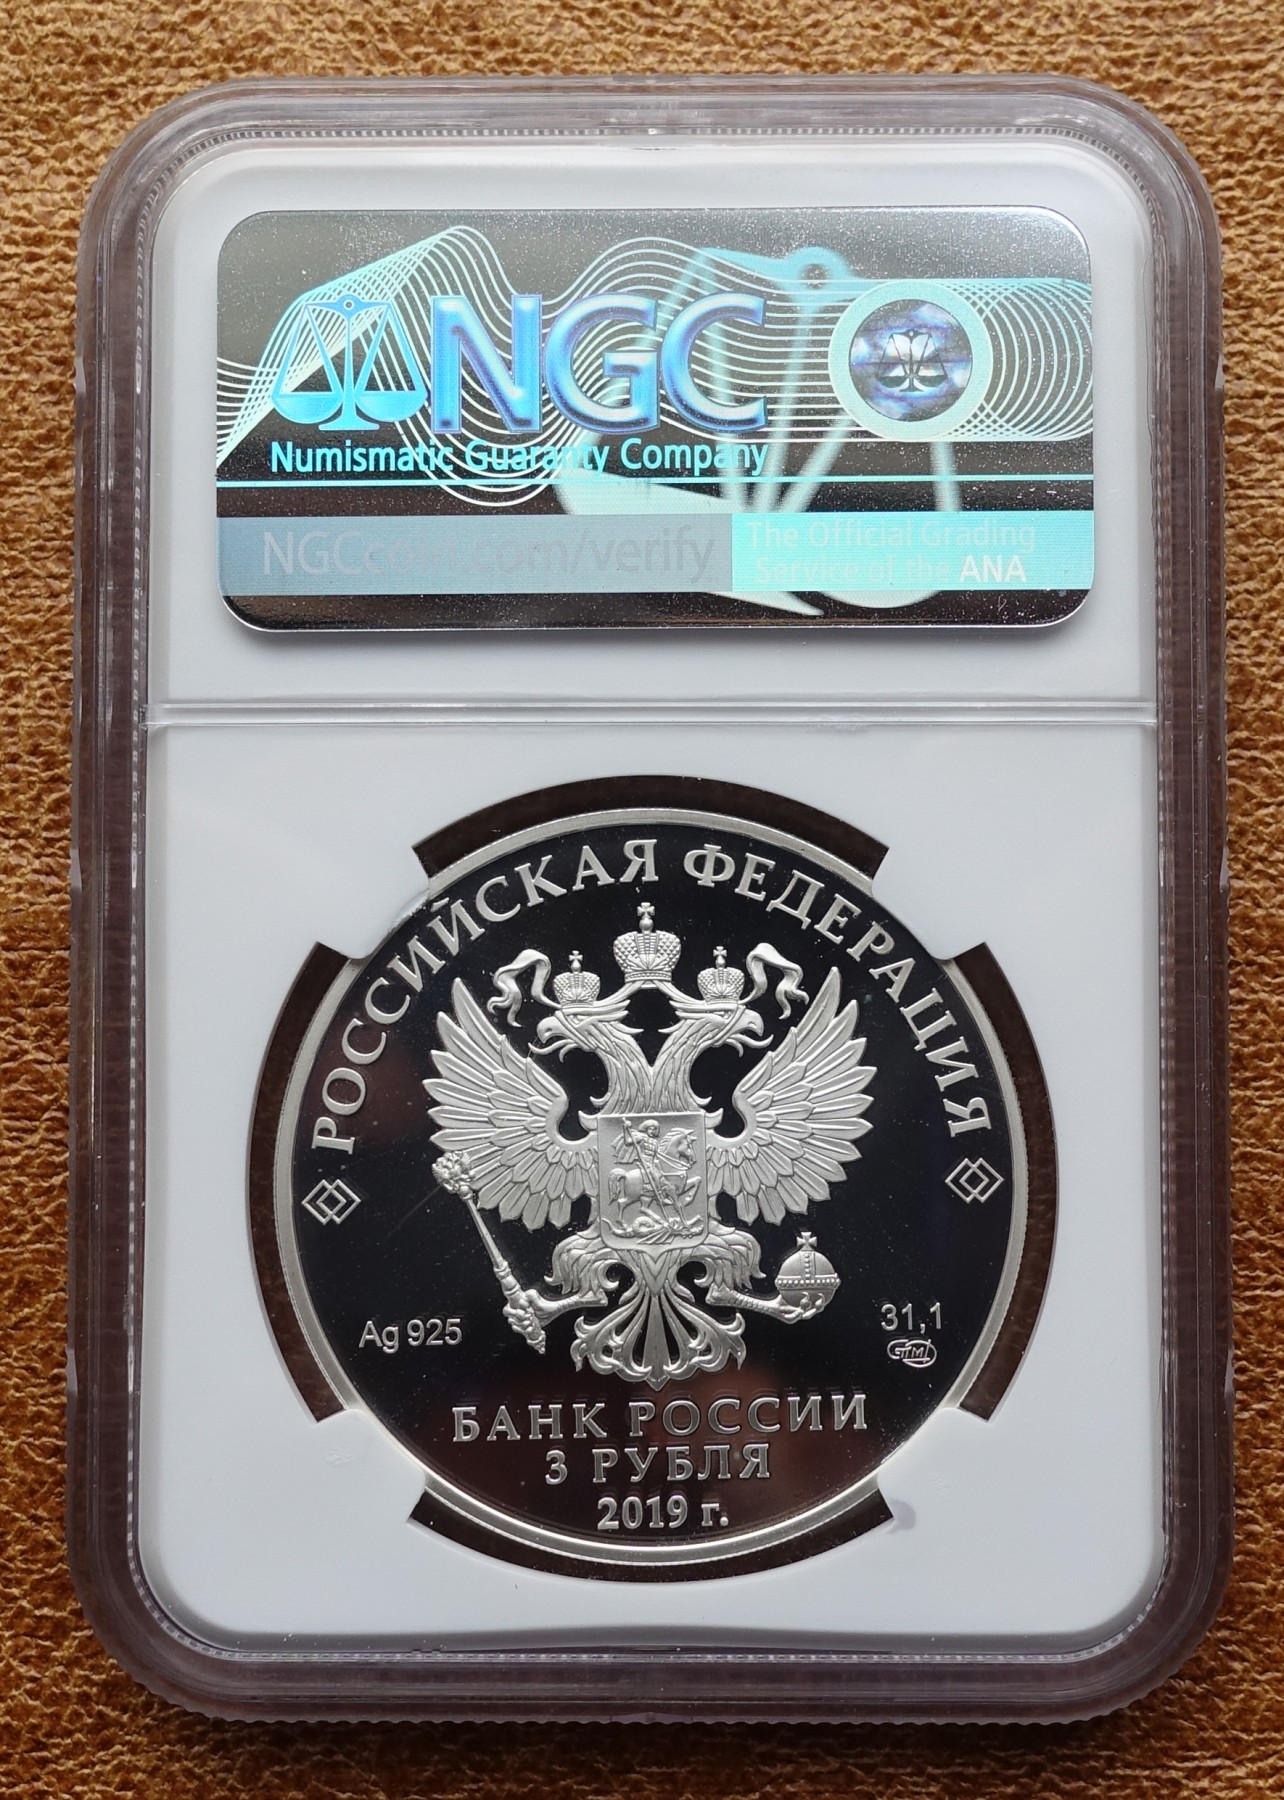 NGC
Numismatic Guaranty Company
NGCcoin.com/verify
The Official Grading
Service of the ANA
РОССИЙСКАЯ ФЕДЕРАЦИЯ
Ag 925
31,1
СПМД
БАНК РОССИИ
3 РУБЛЯ
2019 г.